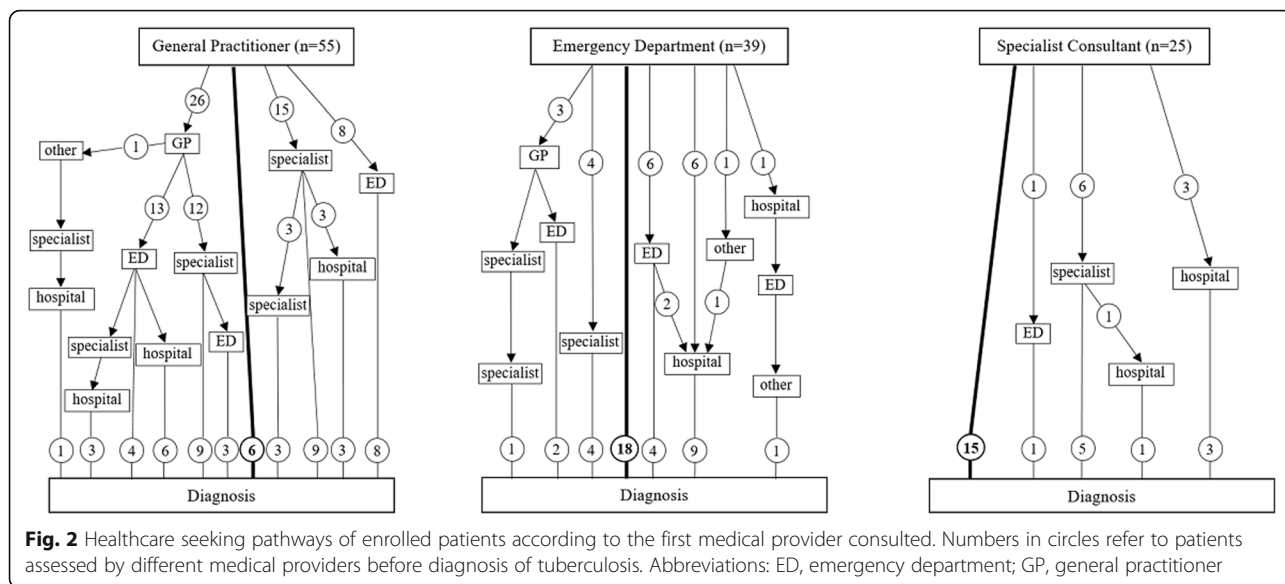 General Practitioner (n=55)
Emergency Department (n=39)
Specialist Consultant (n=25)
26
15
8
1
GP
other
specialist
ED
13
12
3
3
specialist
ED
specialist
hospital
hospital
specialist
specialist
hospital
ED
hospital
1
3
4
6
9
3
6
3
9
3
8
Diagnosis
3
GP
4
6
6
1
1
hospital
ED
specialist
ED
other
ED
2
1
specialist
hospital
specialist
other
1
2
4
18
4
9
1
Diagnosis
1
6
3
specialist
hospital
ED
1
hospital
15
1
5
1
3
Diagnosis
Fig. 2 Healthcare seeking pathways of enrolled patients according to the first medical provider consulted. Numbers in circles refer to patients
assessed by different medical providers before diagnosis of tuberculosis. Abbreviations: ED, emergency department; GP, general practitioner